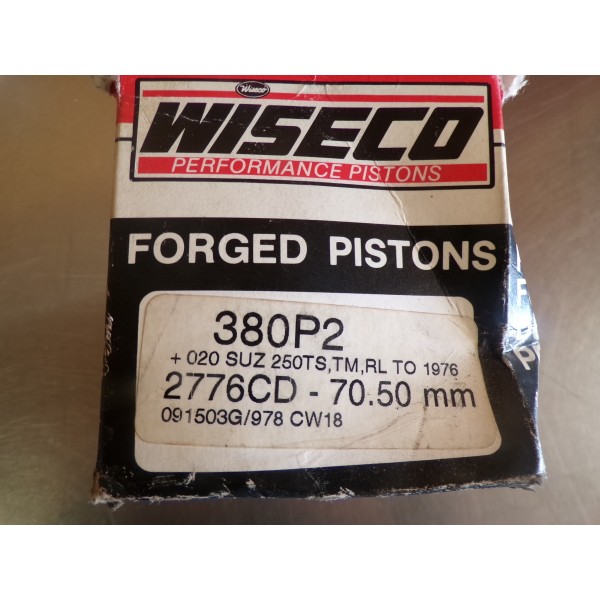 Wiseco
WISECO
PERFORMANCE PISTONS
FORGED PISTONS
380P2
+ 020 SUZ 250TS,TM,RL TO 1976
2776CD - 70.50 mm
091503G/978 CW18
F
P